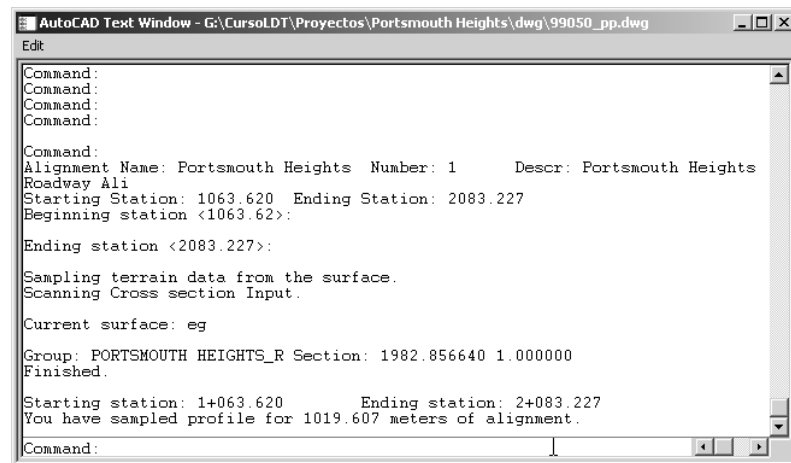 AutoCAD Text Window - G:\CursoLDT\Proyectos\Portsmouth Heights\dwg\99050_pp.dwg
Edit
Command:
Command:
Command:
Command:
Command:
Alignment Name: Portsmouth Heights  Number: 1      Descr: Portsmouth Heights
Roadway Ali
Starting Station: 1063.620  Ending Station: 2083.227
Beginning station <1063.62>:
Ending station <2083.227>:
Sampling terrain data from the surface.
Scanning Cross section Input.
Current surface: eg
Group: PORTSMOUTH HEIGHTS_R Section: 1982.856640 1.000000
Finished.
Starting station: 1+063.620        Ending station: 2+083.227
You have sampled profile for 1019.607 meters of alignment.
Command: